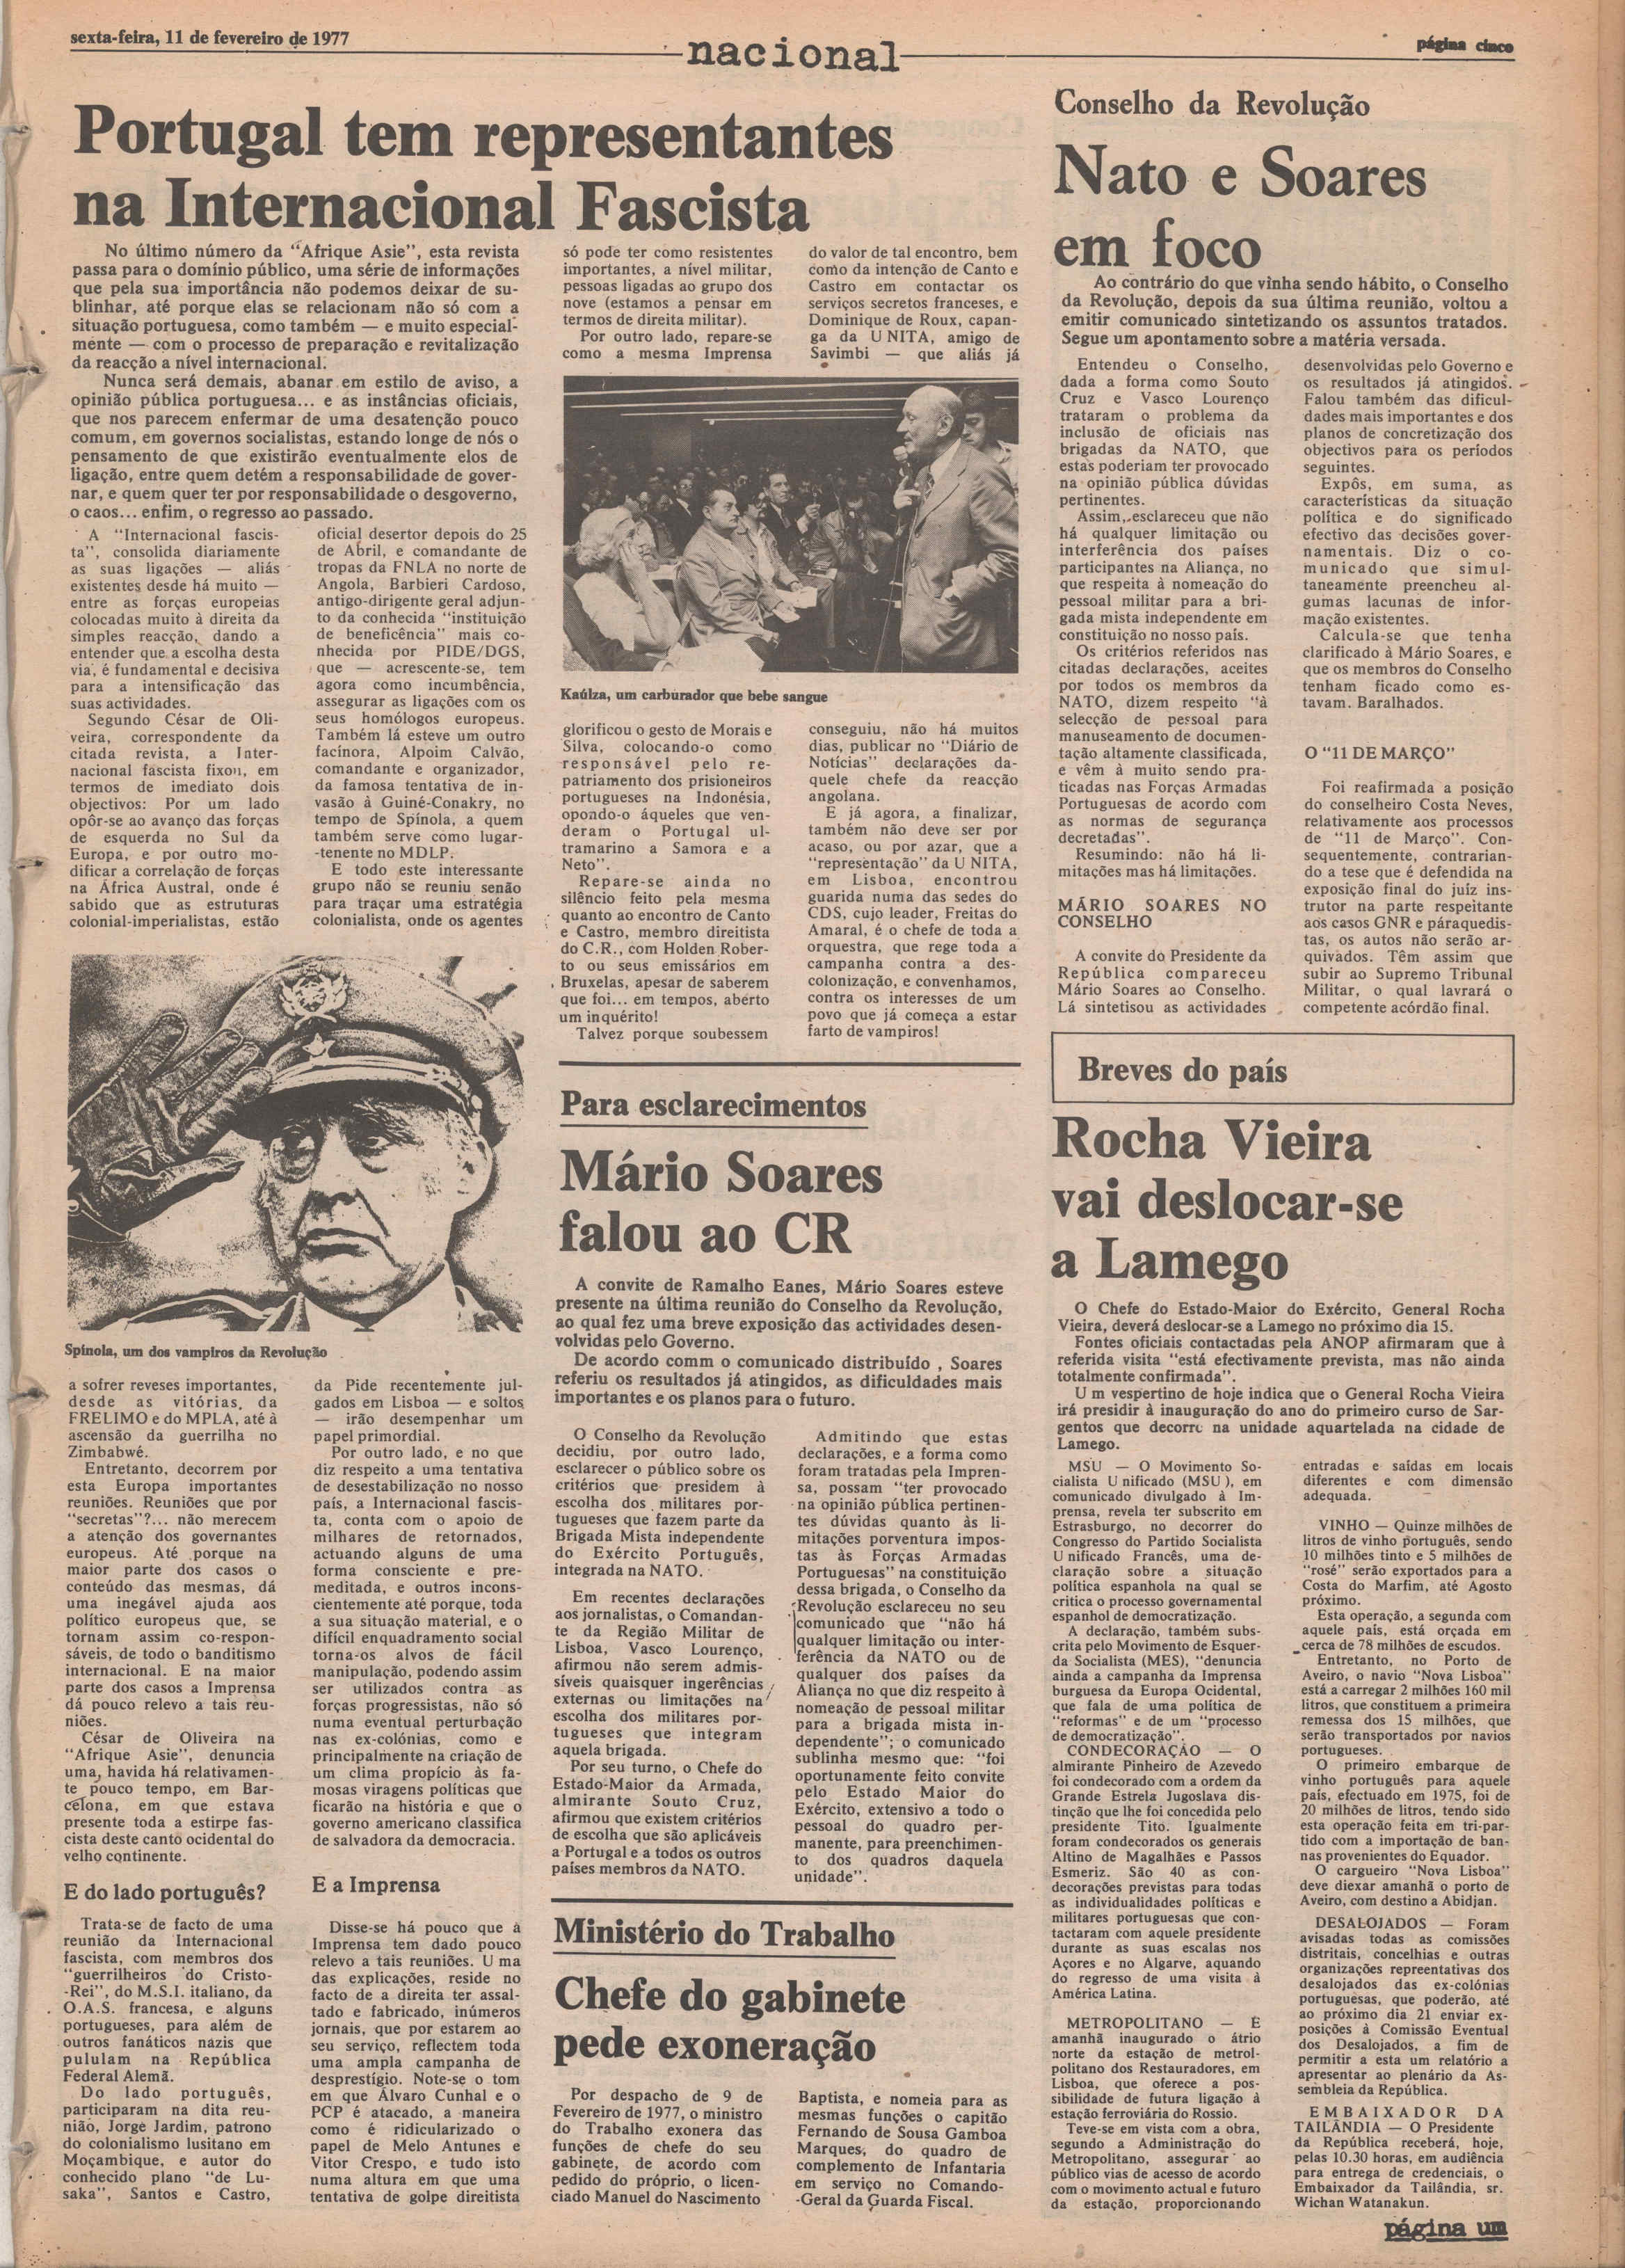 sexta-feira, 11 de fevereiro de 1977
nacional
página cinco
Portugal tem representantes
na Internacional Fascista
No último número da "Afrique Asie", esta revista
passa para o domínio público, uma série de informações
que pela sua importância não podemos deixar de su-
blinhar, até porque elas se relacionam não só com a
situação portuguesa, como também — e muito especial-
mente — com o processo de preparação e revitalização
da reacção a nível internacional.
Nunca será demais, abanar em estilo de aviso, a
opinião pública portuguesa... e as instâncias oficiais,
que nos parecem enfermar de uma desatenção pouco
comum, em governos socialistas, estando longe de nós o
pensamento de que existirão eventualmente elos de
ligação, entre quem detém a responsabilidade de gover-
nar, e quem quer ter por responsabilidade o desgoverno,
o caos... enfim, o regresso ao passado.
A "Internacional fascis-
ta", consolida diariamente
as suas ligações — aliás
existentes desde há muito —
entre as forças europeias
colocadas muito à direita da
simples reacção, dando a
entender que a escolha desta
via, é fundamental e decisiva
para a intensificação das
suas actividades.
Segundo César de Oli-
veira, correspondente da
citada revista, a Inter-
nacional fascista fixou, em
termos de imediato dois
objectivos: Por um lado
opôr-se ao avanço das forças
de esquerda no Sul da
Europa, e por outro mo-
dificar a correlação de forças
na África Austral, onde é
sabido que as estruturas
colonial-imperialistas, estão
a sofrer reveses importantes,
desde as vitórias, da
FRELIMO e do MPLA, até à
ascensão da guerrilha no
Zimbabwé.
Entretanto, decorrem por
esta Europa importantes
reuniões. Reuniões que por
"secretas"?... não merecem
a atenção dos governantes
europeus. Até porque na
maior parte dos casos o
conteúdo das mesmas, dá
uma inegável ajuda aos
político europeus que, se
tornam assim co-respon-
sáveis, de todo o banditismo
internacional. E na maior
parte dos casos a Imprensa
dá pouco relevo a tais reu-
niões.
César de Oliveira na
"Afrique Asie", denuncia
uma, havida há relativamen-
te pouco tempo, em Bar-
celona, em que estava
presente toda a estirpe fas-
cista deste canto ocidental do
velho continente.
E do lado português?
Trata-se de facto de uma
reunião da Internacional
fascista, com membros dos
"guerrilheiros do Cristo-
-Rei", do M.S.I. italiano, da
O.A.S. francesa, e alguns
portugueses, para além de
outros fanáticos nazis que
pululam na República
Federal Alemã.
Do lado português,
participaram na dita reu-
nião, Jorge Jardim, patrono
do colonialismo lusitano em
Moçambique, e autor do
conhecido plano "de Lu-
saka", Santos e Castro,
oficial desertor depois do 25
de Abril, e comandante de
tropas da FNLA no norte de
Angola, Barbieri Cardoso,
antigo-dirigente geral adjun-
to da conhecida "instituição
de beneficência" mais co-
nhecida por PIDE/DGS,
que — acrescente-se, tem
agora como incumbência,
assegurar as ligações com os
seus homólogos europeus.
Também lá esteve um outro
facínora, Alpoim Calvão,
comandante e organizador,
da famosa tentativa de in-
vasão à Guiné-Conakry, no
tempo de Spínola, a quem
também serve como lugar-
-tenente no MDLP.
E todo este interessante
grupo não se reuniu senão
para traçar uma estratégia
colonialista, onde os agentes
Spínola, um dos vampiros da Revolução
da Pide recentemente jul-
gados em Lisboa — e soltos
— irão desempenhar um
papel primordial.
Por outro lado, e no que
diz respeito a uma tentativa
de desestabilização no nosso
país, a Internacional fascis-
ta, conta com o apoio de
milhares de retornados,
actuando alguns de uma
forma consciente e pre-
meditada, e outros incons-
cientemente até porque, toda
a sua situação material, e o
difícil enquadramento social
torna-os alvos de fácil
manipulação, podendo assim
ser utilizados contra as
forças progressistas, não só
numa eventual perturbação
nas ex-colónias, como e
principalmente na criação de
um clima propício às fa-
mosas viragens políticas que
ficarão na história e que o
governo americano classifica
de salvadora da democracia.
E a Imprensa
Disse-se há pouco que a
Imprensa tem dado pouco
relevo a tais reuniões. Uma
das explicações, reside no
facto de a direita ter assal-
tado e fabricado, inúmeros
jornais, que por estarem ao
seu serviço, reflectem toda
uma ampla campanha de
desprestígio. Note-se o tom
em que Álvaro Cunhal e o
PCP é atacado, a maneira
como é ridicularizado o
papel de Melo Antunes e
Vitor Crespo, e tudo isto
numa altura em que uma
tentativa de golpe direitista
só pode ter como resistentes
importantes, a nível militar,
pessoas ligadas ao grupo dos
nove (estamos a pensar em
termos de direita militar).
Por outro lado, repare-se
como a mesma Imprensa
Kaúlza, um carburador que bebe sangue
glorificou o gesto de Morais e
Silva, colocando-o como
responsável pelo re-
patriamento dos prisioneiros
portugueses na Indonésia,
opondo-o áqueles que ven-
deram o Portugal ul-
tramarino a Samora e a
Neto".
Repare-se ainda no
silêncio feito pela mesma
quanto ao encontro de Canto
e Castro, membro direitista
do C.R., com Holden Rober-
to ou seus emissários em
Bruxelas, apesar de saberem
que foi... em tempos, aberto
um inquérito!
Talvez porque soubessem
do valor de tal encontro, bem
como da intenção de Canto e
Castro em contactar os
serviços secretos franceses, e
Dominique de Roux, capan-
ga da UNITA, amigo de
Savimbi — que aliás já
conseguiu, não há muitos
dias, publicar no "Diário de
Notícias" declarações da-
quele chefe da reacção
angolana.
E já agora, a finalizar,
também não deve ser por
acaso, ou por azar, que a
"representação" da UNITA,
em Lisboa, encontrou
guarida numa das sedes do
CDS, cujo leader, Freitas do
Amaral, é o chefe de toda a
orquestra, que rege toda a
campanha contra a des-
colonização, e convenhamos,
contra os interesses de um
povo que já começa a estar
farto de vampiros!
Para esclarecimentos
Mário Soares
falou ao CR
A convite de Ramalho Eanes, Mário Soares esteve
presente na última reunião do Conselho da Revolução,
ao qual fez uma breve exposição das actividades desen-
volvidas pelo Governo.
De acordo comm o comunicado distribuído , Soares
referiu os resultados já atingidos, as dificuldades mais
importantes e os planos para o futuro.
O Conselho da Revolução
decidiu, por outro lado,
esclarecer o público sobre os
critérios que presidem à
escolha dos militares por-
tugueses que fazem parte da
Brigada Mista independente
do Exército Português,
integrada na NATO.
Em recentes declarações
aos jornalistas, o Comandan-
te da Região Militar de
Lisboa, Vasco Lourenço,
afirmou não serem admis-
síveis quaisquer ingerências
externas ou limitações na
escolha dos militares por-
tugueses que integram
aquela brigada.
Por seu turno, o Chefe do
Estado-Maior da Armada,
almirante Souto Cruz,
afirmou que existem critérios
de escolha que são aplicáveis
a Portugal e a todos os outros
países membros da NATO.
Admitindo que estas
declarações, e a forma como
foram tratadas pela Impren-
sa, possam "ter provocado
na opinião pública pertinen-
tes dúvidas quanto às li-
mitações porventura impos-
tas às Forças Armadas
Portuguesas" na constituição
dessa brigada, o Conselho da
Revolução esclareceu no seu
comunicado que "não há
qualquer limitação ou inter-
ferência da NATO ou de
qualquer dos países da
Aliança no que diz respeito à
nomeação de pessoal militar
para a brigada mista in-
dependente"; o comunicado
sublinha mesmo que: "foi
oportunamente feito convite
pelo Estado Maior do
Exército, extensivo a todo o
pessoal do quadro per-
manente, para preenchimen-
to dos quadros daquela
unidade".
Ministério do Trabalho
Chefe do gabinete
pede exoneração
Por despacho de 9 de
Fevereiro de 1977, o ministro
do Trabalho exonera das
funções de chefe do seu
gabinete, de acordo com
pedido do próprio, o licen-
ciado Manuel do Nascimento
Baptista, e nomeia para as
mesmas funções o capitão
Fernando de Sousa Gamboa
Marques, do quadro de
complemento de Infantaria
em serviço no Comando-
-Geral da Guarda Fiscal.
Conselho da Revolução
Nato e Soares
em foco
Ao contrário do que vinha sendo hábito, o Conselho
da Revolução, depois da sua última reunião, voltou a
emitir comunicado sintetizando os assuntos tratados.
Segue um apontamento sobre a matéria versada.
Entendeu o Conselho,
dada a forma como Souto
Cruz e Vasco Lourenço
trataram o problema da
inclusão de oficiais nas
brigadas da NATO, que
estas poderiam ter provocado
na opinião pública dúvidas
pertinentes.
Assim, esclareceu que não
há qualquer limitação ou
interferência dos países
participantes na Aliança, no
que respeita à nomeação do
pessoal militar para a bri-
gada mista independente em
constituição no nosso país.
Os critérios referidos nas
citadas declarações, aceites
por todos os membros da
NATO, dizem respeito "à
selecção de pessoal para
manuseamento de documen-
tação altamente classificada,
e vêm à muito sendo pra-
ticadas nas Forças Armadas
Portuguesas de acordo com
as normas de segurança
decretadas".
Resumindo: não há li-
mitações mas há limitações.
MÁRIO SOARES NO
CONSELHO
A convite do Presidente da
República compareceu
Mário Soares ao Conselho.
Lá sintetisou as actividades
desenvolvidas pelo Governo e
os resultados já atingidos.
Falou também das dificul-
dades mais importantes e dos
planos de concretização dos
objectivos para os períodos
seguintes.
Expôs, em suma, as
características da situação
política e do significado
efectivo das decisões gover-
namentais. Diz o co-
municado que simul-
taneamente preencheu al-
gumas lacunas de infor-
mação existentes.
Calcula-se que tenha
clarificado à Mário Soares, e
que os membros do Conselho
tenham ficado como es-
tavam. Baralhados.
O "11 DE MARÇO"
Foi reafirmada a posição
do conselheiro Costa Neves,
relativamente aos processos
de "11 de Março". Con-
sequentemente, contrarian-
do a tese que é defendida na
exposição final do juíz ins-
trutor na parte respeitante
aos casos GNR e páraquedis-
tas, os autos não serão ar-
quivados. Têm assim que
subir ao Supremo Tribunal
Militar, o qual lavrará o
competente acórdão final.
Breves do país
Rocha Vieira
vai deslocar-se
a Lamego
O Chefe do Estado-Maior do Exército, General Rocha
Vieira, deverá deslocar-se a Lamego no próximo dia 15.
Fontes oficiais contactadas pela ANOP afirmaram que à
referida visita "está efectivamente prevista, mas não ainda
totalmente confirmada".
Um vespertino de hoje indica que o General Rocha Vieira
irá presidir à inauguração do ano do primeiro curso de Sar-
gentos que decorre na unidade aquartelada na cidade de
Lamego.
MSU — O Movimento So-
cialista Unificado (MSU ), em
comunicado divulgado à Im-
prensa, revela ter subscrito em
Estrasburgo, no decorrer do
Congresso do Partido Socialista
Unificado Francês, uma de-
claração sobre a situação
política espanhola na qual se
critica o processo governamental
espanhol de democratização.
A declaração, também subs-
crita pelo Movimento de Esquer-
da Socialista (MES), "denuncia
ainda a campanha da Imprensa
burguesa da Europa Ocidental,
que fala de uma política de
"reformas" e de um "processo
de democratização".
CONDECORAÇÃO — O
almirante Pinheiro de Azevedo
foi condecorado com a ordem da
Grande Estrela Jugoslava dis-
tinção que lhe foi concedida pelo
presidente Tito. Igualmente
foram condecorados os generais
Altino de Magalhães e Passos
Esmeriz. São 40 as con-
decorações previstas para todas
as individualidades políticas e
militares portuguesas que con-
tactaram com aquele presidente
durante as suas escalas nos
Açores e no Algarve, aquando
do regresso de uma visita à
América Latina.
METROPOLITANO — É
amanhã inaugurado o átrio
norte da estação de metrol-
politano dos Restauradores, em
Lisboa, que oferece a pos-
sibilidade de futura ligação à
estação ferroviária do Rossio.
Teve-se em vista com a obra,
segundo a Administração do
Metropolitano, assegurar ao
público vias de acesso de acordo
com o movimento actual e futuro
da estação, proporcionando
entradas e saídas em locais
diferentes e com dimensão
adequada.
VINHO — Quinze milhões de
litros de vinho português, sendo
10 milhões tinto e 5 milhões de
"rosé" serão exportados para a
Costa do Marfim, até Agosto
próximo.
Esta operação, a segunda com
aquele país, está orçada em
cerca de 78 milhões de escudos.
Entretanto, no Porto de
Aveiro, o navio "Nova Lisboa"
está a carregar 2 milhões 160 mil
litros, que constituem a primeira
remessa dos 15 milhões, que
serão transportados por navios
portugueses.
O primeiro embarque de
vinho português para aquele
país, efectuado em 1975, foi de
20 milhões de litros, tendo sido
esta operação feita em tri-par-
tido com a importação de ban-
nas provenientes do Equador.
O cargueiro "Nova Lisboa"
deve diexar amanhã o porto de
Aveiro, com destino a Abidjan.
DESALOJADOS — Foram
avisadas todas as comissões
distritais, concelhias e outras
organizações repreentativas dos
desalojados das ex-colónias
portuguesas, que poderão, até
ao próximo dia 21 enviar ex-
posições à Comissão Eventual
dos Desalojados, a fim de
permitir a esta um relatório a
apresentar ao plenário da As-
sembleia da República.
EMBAIXADOR DA
TAILÂNDIA — O Presidente
da República receberá, hoje,
pelas 10.30 horas, em audiência
para entrega de credenciais, o
Embaixador da Tailândia, sr.
Wichan Watanakun.
página um